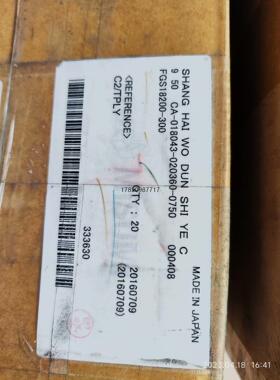 SHANG HAI WO DUN SHI YE C
9 50 CA-018043-020360-0750 000408
FGS18200-300 MADE IN JAPAN
<REFERENCE>
C2/TPLY
QTY : 20 20160709
(20160709)
333630
2023.04.18 16:41